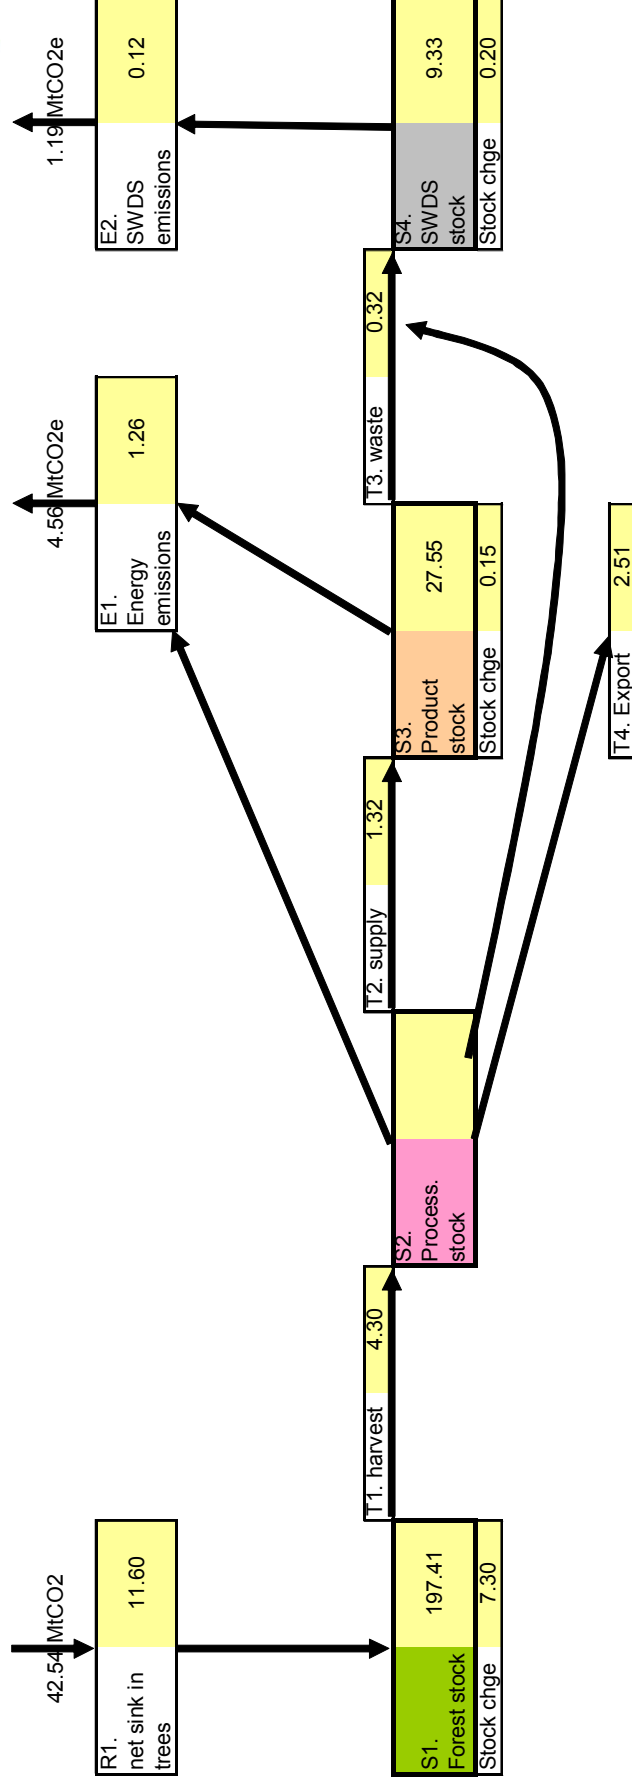 42.54 MtCO2
R1.
net sink in
trees
11.60
S1.
Forest stock
197.41
Stock chge
7.30
T1. harvest
4.30
S2.
Process.
stock
T2. supply
1.32
4.56 MtCO2e
E1.
Energy
emissions
1.26
S3.
Product
stock
27.55
Stock chge
0.15
T3. waste
0.32
T4. Export
2.51
1.19 MtCO2e
E2.
SWDS
emissions
0.12
S4.
SWDS
stock
9.33
Stock chge
0.20